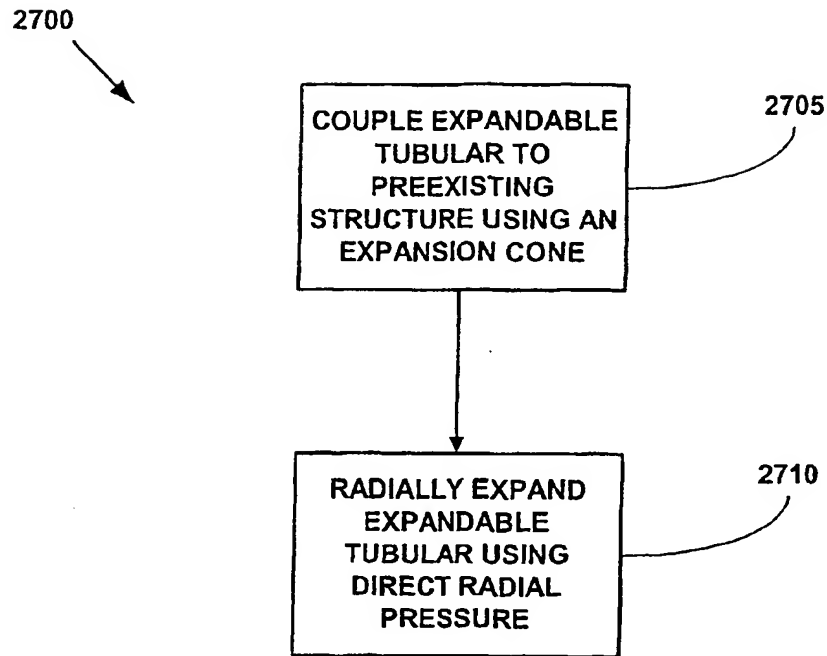 2700
COUPLE EXPANDABLE
TUBULAR TO
PREEXISTING
STRUCTURE USING AN
EXPANSION CONE
2705
RADIALLY EXPAND
EXPANDABLE
TUBULAR USING
DIRECT RADIAL
PRESSURE
2710